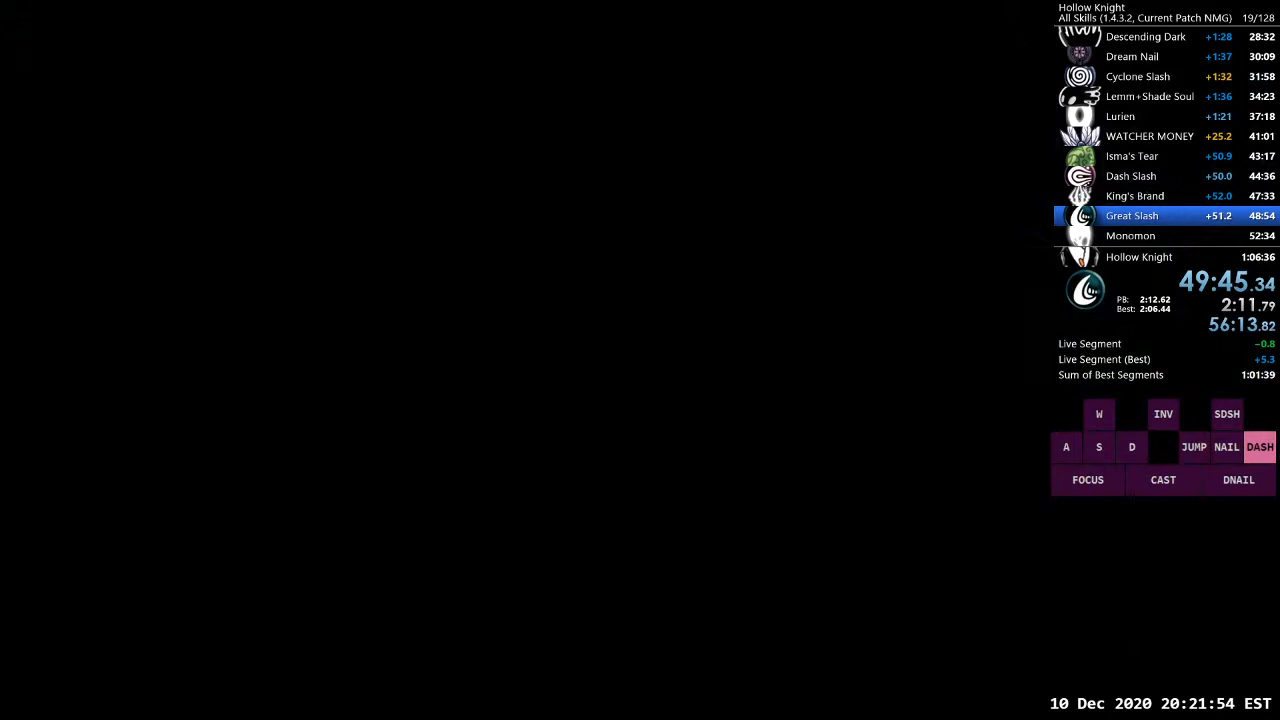 Hollow Knight
All Skills (1.4.3.2, Current Patch NMG) 19/128
Descending Dark +1:28 28:32
Dream Nail +1:37 30:09
Cyclone Slash +1:32 31:58
Lemm+Shade Soul +1:36 34:23
Lurien +1:21 37:18
WATCHER MONEY +25.2 41:01
Isma's Tear +50.9 43:17
Dash Slash +50.0 44:36
King's Brand +52.0 47:33
Great Slash +51.2 48:54
Monomon 52:34
Hollow Knight 1:06:36
49:45.34
PB: 2:12.62
Best: 2:06.44
2:11.79
56:13.82
Live Segment −0.8
Live Segment (Best) +5.3
Sum of Best Segments 1:01:39
W INV SDSH
A S D JUMP NAIL DASH
FOCUS CAST DNAIL
10 Dec 2020 20:21:54 EST